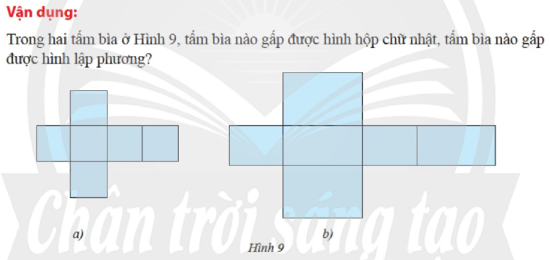 Vận dụng:
Trong hai tấm bìa ở Hình 9, tấm bìa nào gấp được hình hộp chữ nhật, tấm bìa nào gấp
được hình lập phương?
a)
b)
Hình 9
Chân trời sáng tạo